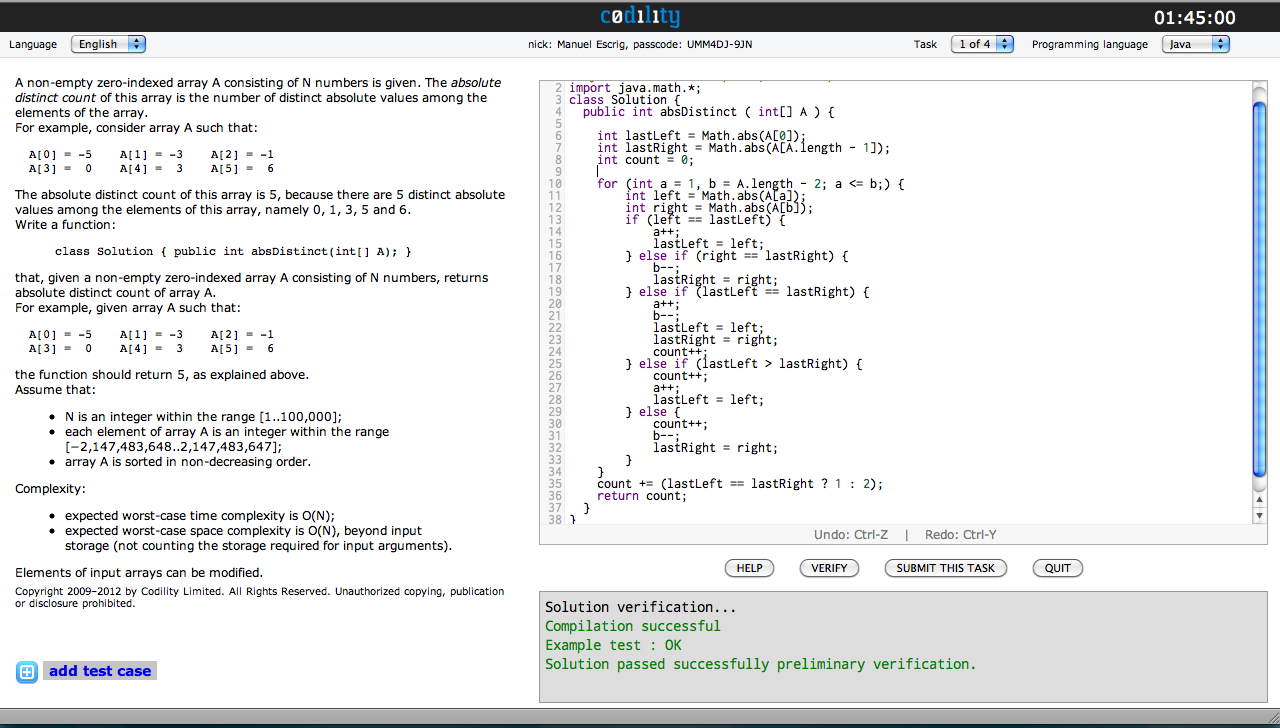 codility
01:45:00
Language English nick: Manuel Escrig, passcode: UMM4DJ-9JN Task 1 of 4 Programming language Java
A non-empty zero-indexed array A consisting of N numbers is given. The absolute
distinct count of this array is the number of distinct absolute values among the
elements of the array.
For example, consider array A such that:
A[0] = -5 A[1] = -3 A[2] = -1
A[3] = 0 A[4] = 3 A[5] = 6
The absolute distinct count of this array is 5, because there are 5 distinct absolute
values among the elements of this array, namely 0, 1, 3, 5 and 6.
Write a function:
class Solution { public int absDistinct(int[] A); }
that, given a non-empty zero-indexed array A consisting of N numbers, returns
absolute distinct count of array A.
For example, given array A such that:
A[0] = -5 A[1] = -3 A[2] = -1
A[3] = 0 A[4] = 3 A[5] = 6
the function should return 5, as explained above.
Assume that:
• N is an integer within the range [1..100,000];
• each element of array A is an integer within the range
[−2,147,483,648..2,147,483,647];
• array A is sorted in non-decreasing order.
Complexity:
• expected worst-case time complexity is O(N);
• expected worst-case space complexity is O(N), beyond input
storage (not counting the storage required for input arguments).
Elements of input arrays can be modified.
Copyright 2009–2012 by Codility Limited. All Rights Reserved. Unauthorized copying, publication
or disclosure prohibited.
add test case
2 import java.math.*;
3 class Solution {
4 public int absDistinct ( int[] A ) {
5
6 int lastLeft = Math.abs(A[0]);
7 int lastRight = Math.abs(A[A.length - 1]);
8 int count = 0;
9
10 for (int a = 1, b = A.length - 2; a <= b;) {
11 int left = Math.abs(A[a]);
12 int right = Math.abs(A[b]);
13 if (left == lastLeft) {
14 a++;
15 lastLeft = left;
16 } else if (right == lastRight) {
17 b--;
18 lastRight = right;
19 } else if (lastLeft == lastRight) {
20 a++;
21 b--;
22 lastLeft = left;
23 lastRight = right;
24 count++;
25 } else if (lastLeft > lastRight) {
26 count++;
27 a++;
28 lastLeft = left;
29 } else {
30 count++;
31 b--;
32 lastRight = right;
33 }
34 }
35 count += (lastLeft == lastRight ? 1 : 2);
36 return count;
37 }
38 }
Undo: Ctrl-Z | Redo: Ctrl-Y
HELP VERIFY SUBMIT THIS TASK QUIT
Solution verification...
Compilation successful
Example test : OK
Solution passed successfully preliminary verification.